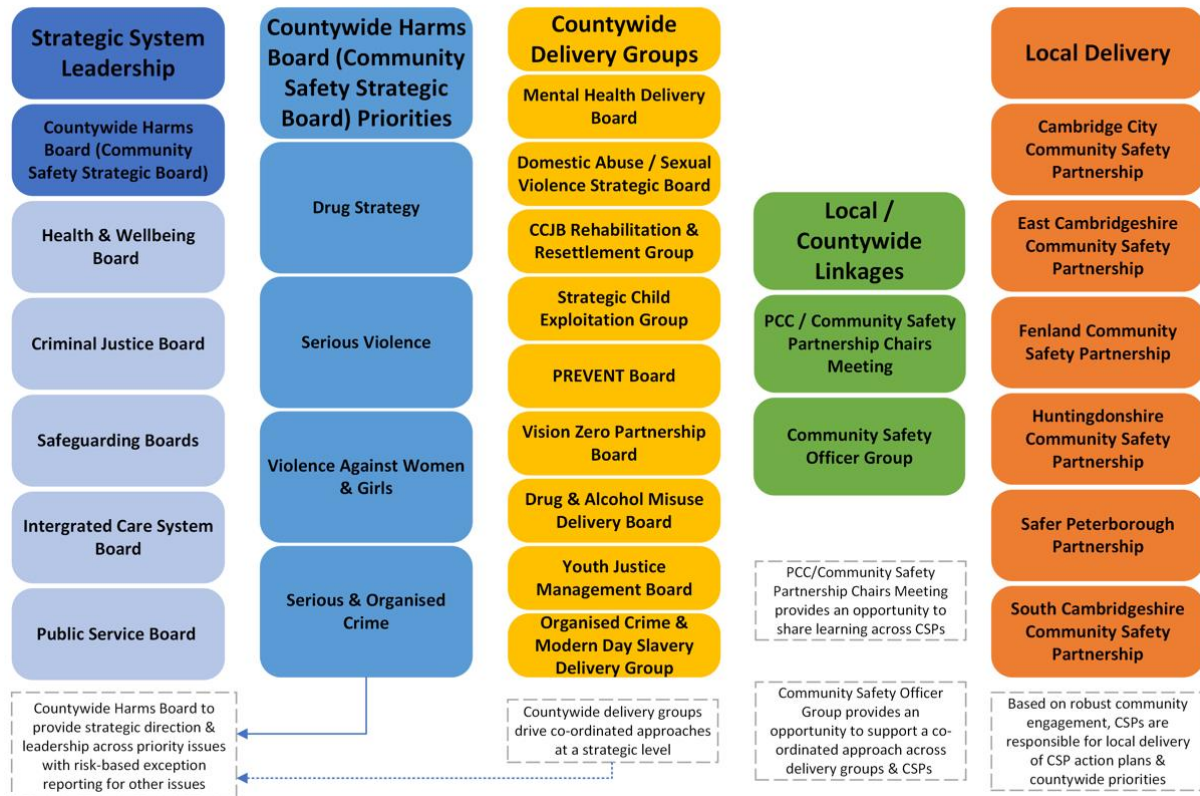 Strategic System
Leadership
Countywide Harms
Board (Community
Safety Strategic Board)
Health & Wellbeing
Board
Criminal Justice Board
Safeguarding Boards
Intergrated Care System
Board
Public Service Board
Countywide Harms Board to
provide strategic direction &
leadership across priority issues
with risk-based exception
reporting for other issues
Countywide Harms
Board (Community
Safety Strategic
Board) Priorities
Drug Strategy
Serious Violence
Violence Against Women
& Girls
Serious & Organised
Crime
Countywide
Delivery Groups
Mental Health Delivery
Board
Domestic Abuse / Sexual
Violence Strategic Board
CCJB Rehabilitation &
Resettlement Group
Strategic Child
Exploitation Group
PREVENT Board
Vision Zero Partnership
Board
Drug & Alcohol Misuse
Delivery Board
Youth Justice
Management Board
Organised Crime &
Modern Day Slavery
Delivery Group
Countywide delivery groups
drive co-ordinated approaches
at a strategic level
Local /
Countywide
Linkages
PCC / Community Safety
Partnership Chairs
Meeting
Community Safety
Officer Group
PCC/Community Safety
Partnership Chairs Meeting
provides an opportunity to
share learning across CSPs
Community Safety Officer
Group provides an
opportunity to support a co-
ordinated approach across
delivery groups & CSPs
Local Delivery
Cambridge City
Community Safety
Partnership
East Cambridgeshire
Community Safety
Partnership
Fenland Community
Safety Partnership
Huntingdonshire
Community Safety
Partnership
Safer Peterborough
Partnership
South Cambridgeshire
Community Safety
Partnership
Based on robust community
engagement, CSPs are
responsible for local delivery
of CSP action plans &
countywide priorities